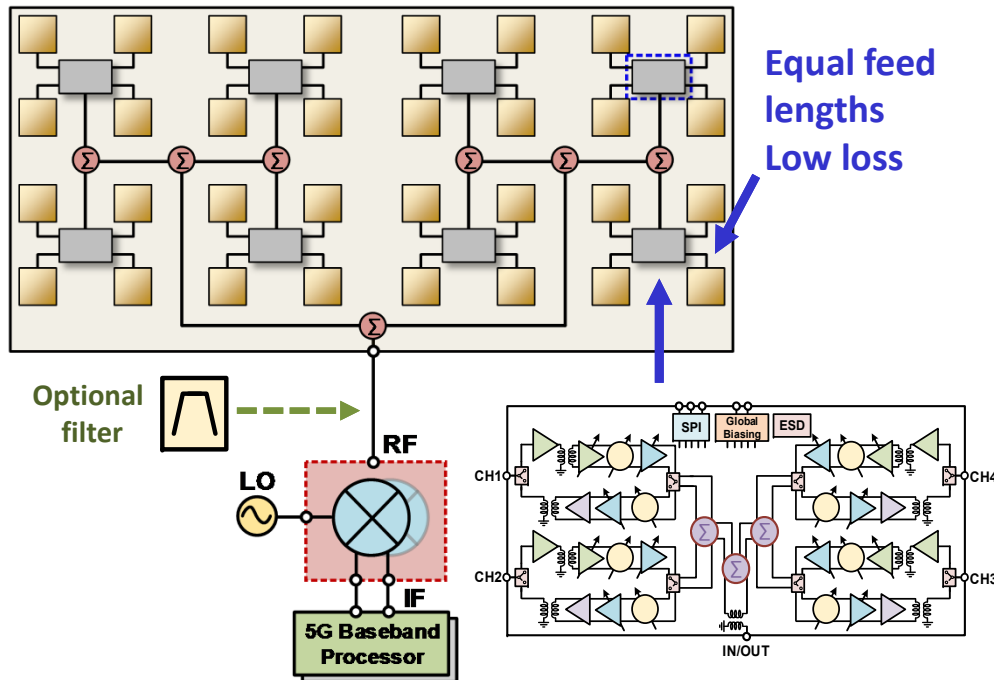 Σ Σ Σ Σ Σ Σ
Equal feed
lengths
Low loss
Σ
Optional
filter
RF
LO
IF
5G Baseband
Processor
SPI
Global
Biasing
ESD
CH1
CH4
Σ Σ
Σ
CH2
CH3
IN/OUT